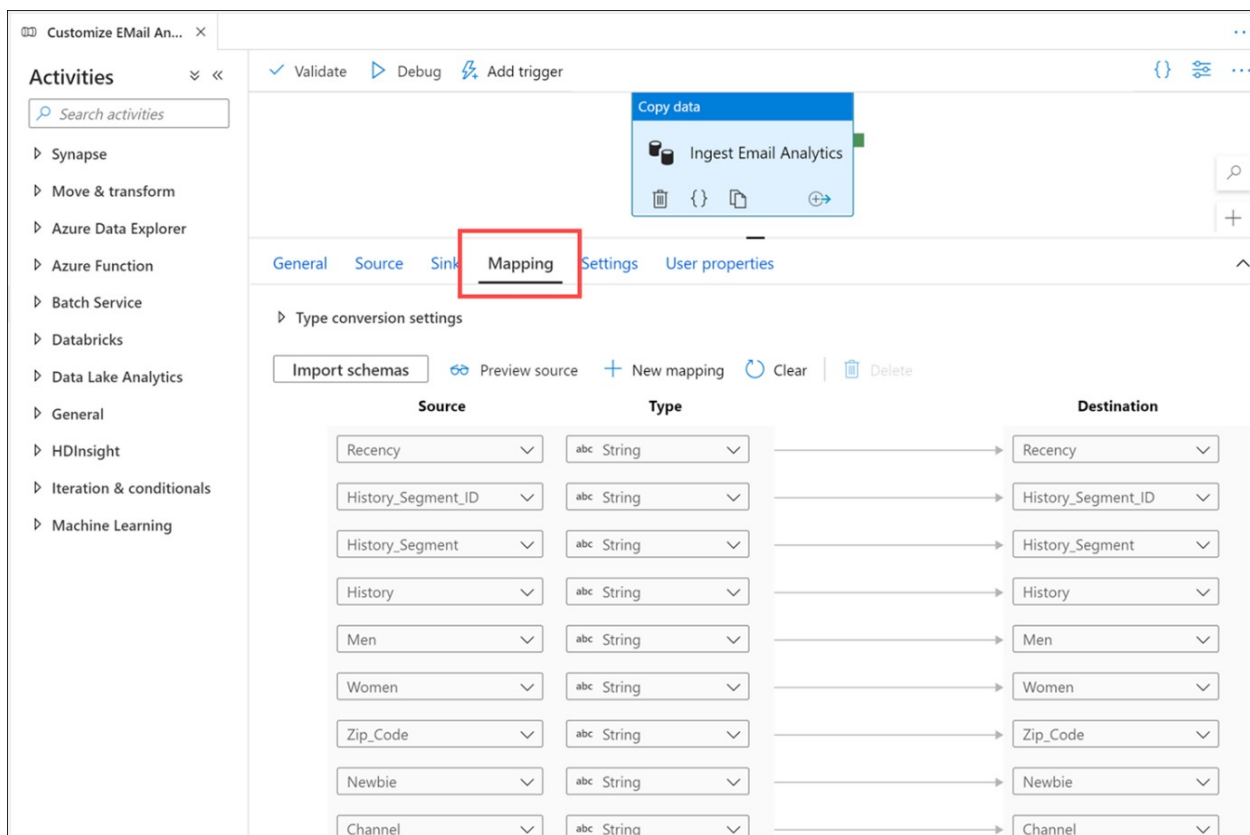 Customize EMail An...
Activities
Search activities
Synapse
Move & transform
Azure Data Explorer
Azure Function
Batch Service
Databricks
Data Lake Analytics
General
HDInsight
Iteration & conditionals
Machine Learning
Validate Debug Add trigger {} ...
Copy data
Ingest Email Analytics
{}
General Source Sink Mapping Settings User properties
Type conversion settings
Import schemas Preview source New mapping Clear Delete
Source Type Destination
Recency abc String Recency
History_Segment_ID abc String History_Segment_ID
History_Segment abc String History_Segment
History abc String History
Men abc String Men
Women abc String Women
Zip_Code abc String Zip_Code
Newbie abc String Newbie
Channel abc String Channel